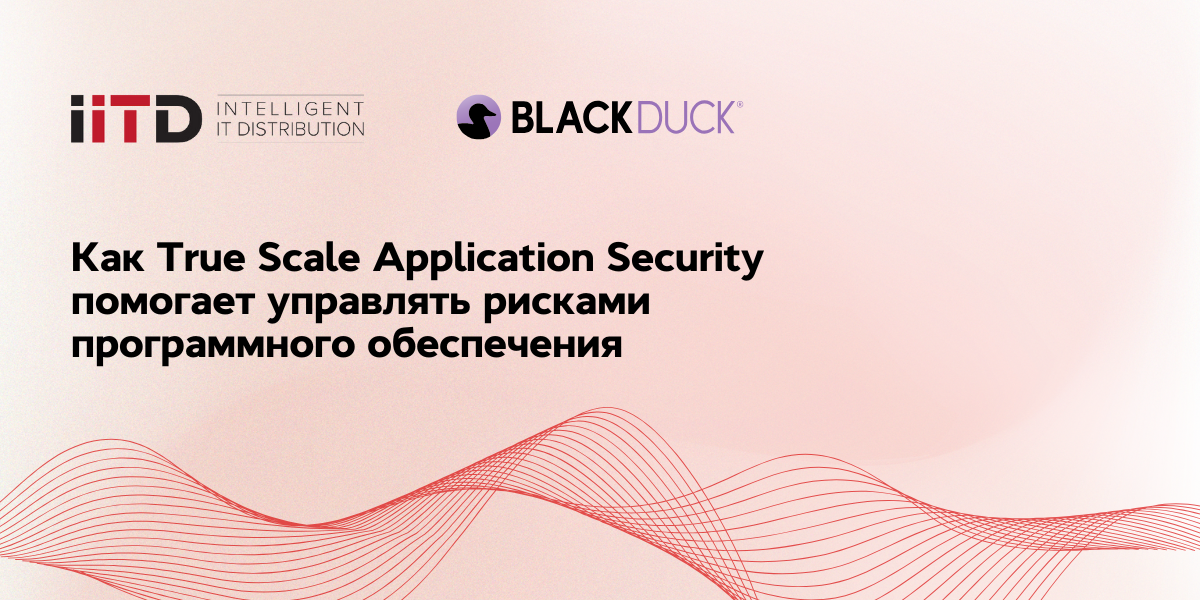 iiTD
INTELLIGENT
IT DISTRIBUTION
BLACKDUCK®
Как True Scale Application Security
помогает управлять рисками
программного обеспечения